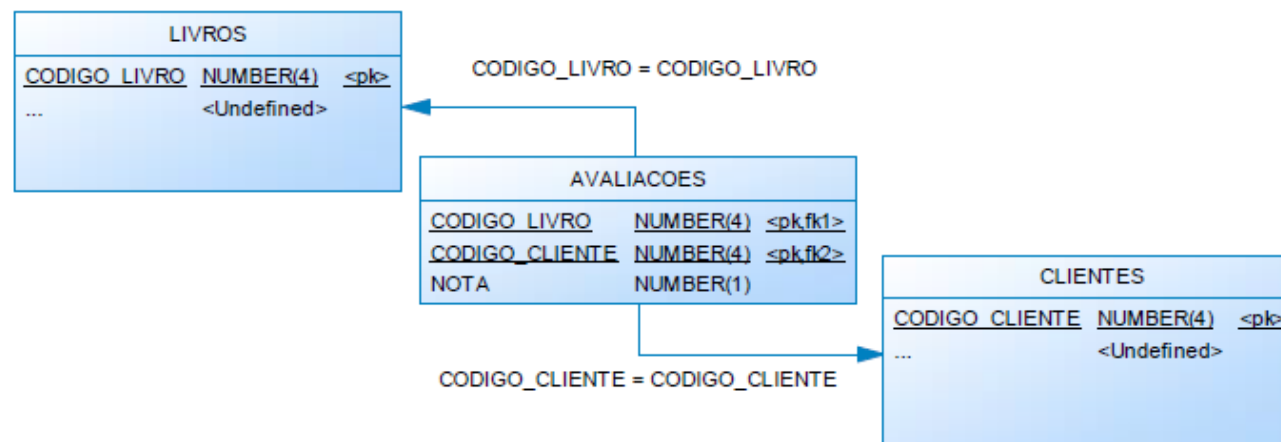 LIVROS
CODIGO_LIVRO NUMBER(4) <pk>
... <Undefined>
CODIGO_LIVRO = CODIGO_LIVRO
AVALIACOES
CODIGO_LIVRO NUMBER(4) <pk,fk1>
CODIGO_CLIENTE NUMBER(4) <pk,fk2>
NOTA NUMBER(1)
CLIENTES
CODIGO_CLIENTE NUMBER(4) <pk>
... <Undefined>
CODIGO_CLIENTE = CODIGO_CLIENTE